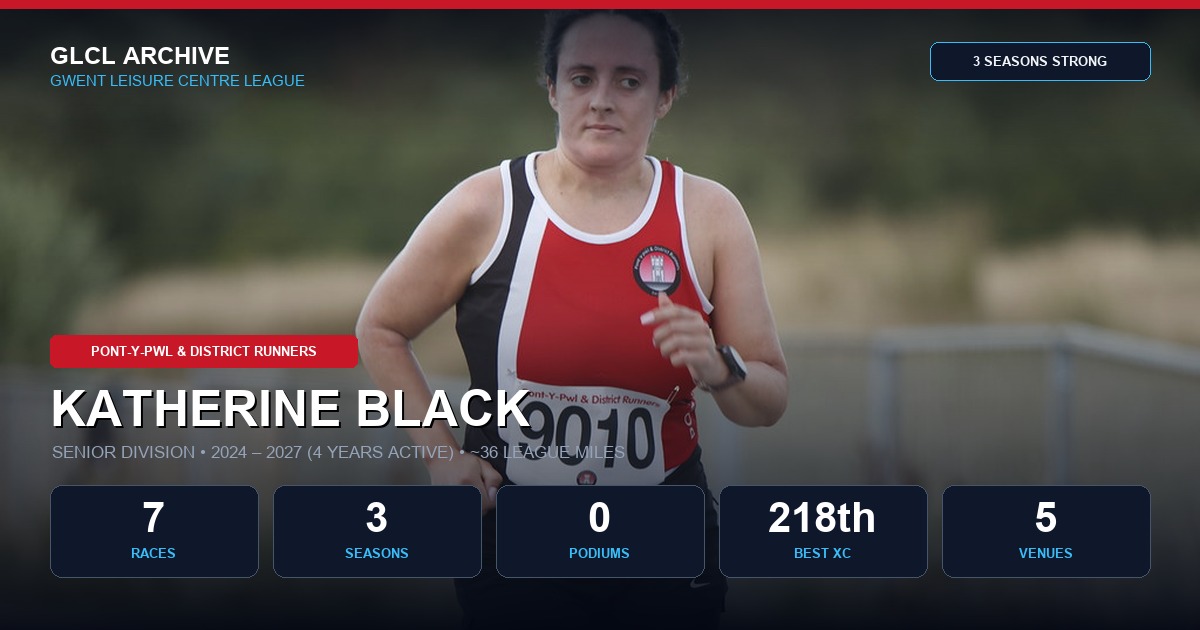 GLCL ARCHIVE
GWENT LEISURE CENTRE LEAGUE
3 SEASONS STRONG
PONT-Y-PWL & DISTRICT RUNNERS
Pont-Y-Pwl & District Runners
9010
KATHERINE BLACK
SENIOR DIVISION • 2024 – 2027 (4 YEARS ACTIVE) • ~36 LEAGUE MILES
7
RACES
3
SEASONS
0
PODIUMS
218th
BEST XC
5
VENUES